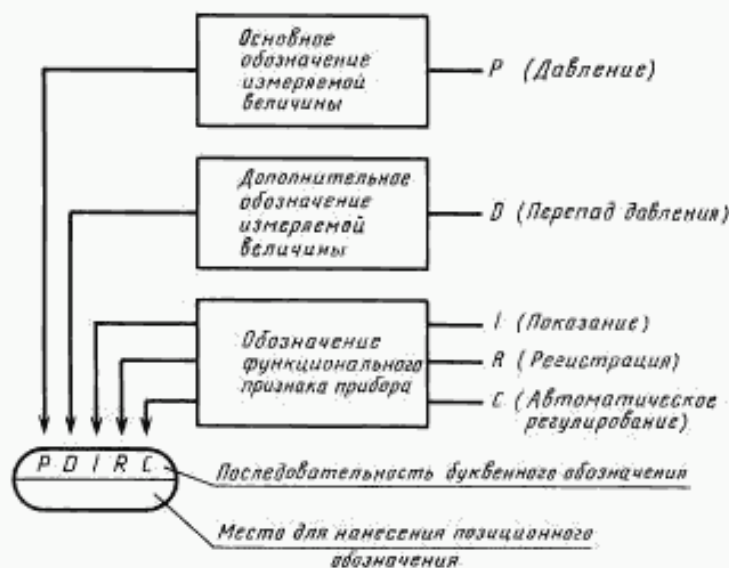 Основное
обозначение
измеряемой
величины
P (Давление)
Дополнительное
обозначение
измеряемой
величины
D (Перепад давления)
Обозначение
функционального
признака прибора
I (Показание)
R (Регистрация)
C (Автоматическое
регулирование)
P D I R C
Последовательность буквенного обозначения
Место для нанесения позиционного
обозначения